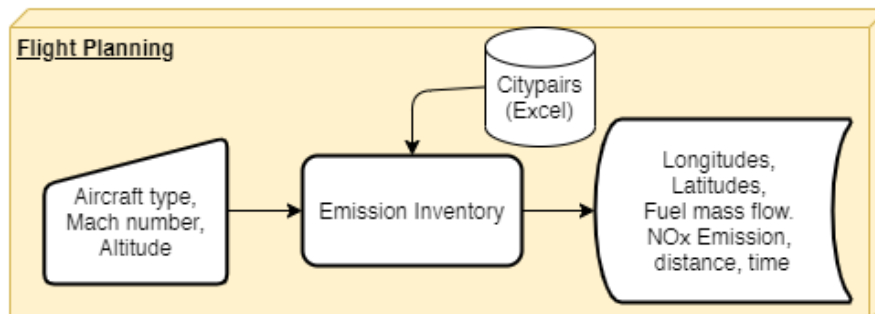 Flight Planning
Citypairs
(Excel)
Aircraft type,
Mach number,
Altitude
Emission Inventory
Longitudes,
Latitudes,
Fuel mass flow.
NOx Emission,
distance, time